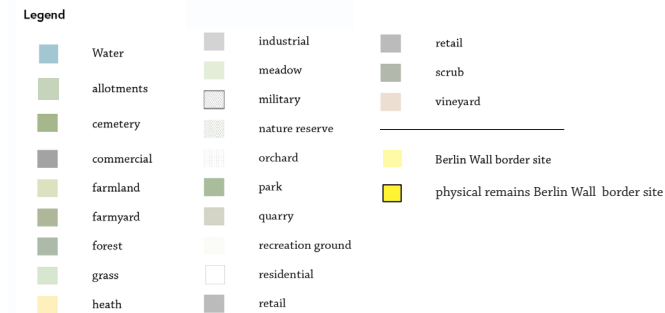 Legend
Water
allotments
cemetery
commercial
farmland
farmyard
forest
grass
heath
industrial
meadow
military
nature reserve
orchard
park
quarry
recreation ground
residential
retail
retail
scrub
vineyard
Berlin Wall border site
physical remains Berlin Wall border site